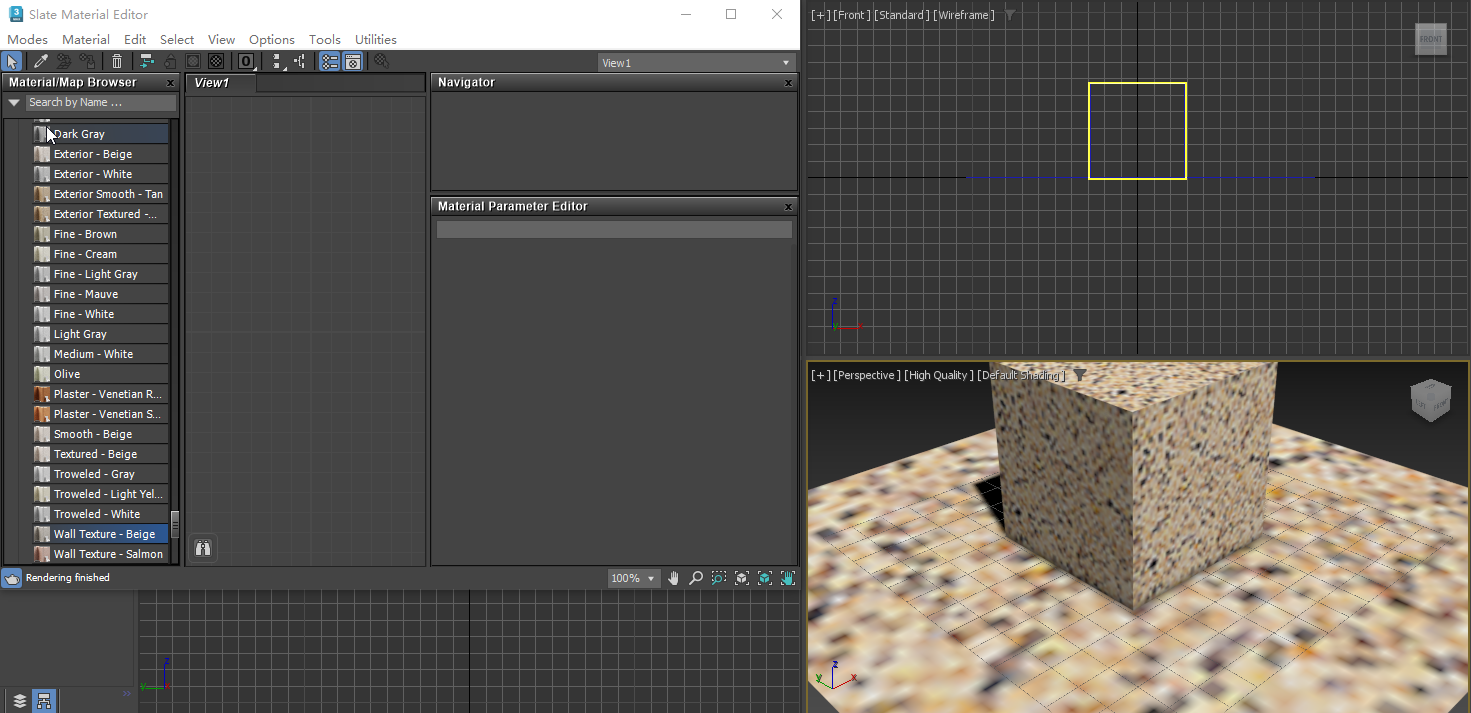 3
Slate Material Editor
Modes Material Edit Select View Options Tools Utilities
0
View1
Material/Map Browser x
Search by Name ...
Dark Gray
Exterior - Beige
Exterior - White
Exterior Smooth - Tan
Exterior Textured -...
Fine - Brown
Fine - Cream
Fine - Light Gray
Fine - Mauve
Fine - White
Light Gray
Medium - White
Olive
Plaster - Venetian R...
Plaster - Venetian S...
Smooth - Beige
Textured - Beige
Troweled - Gray
Troweled - Light Yel...
Troweled - White
Wall Texture - Beige
Wall Texture - Salmon
View1
Navigator x
Material Parameter Editor x
Rendering finished
100%
z
y
[+] [Front ] [Standard ] [Wireframe ]
FRONT
z
y
[+] [Perspective ] [High Quality ] [Default Shading ]
FRONT
z
y
x